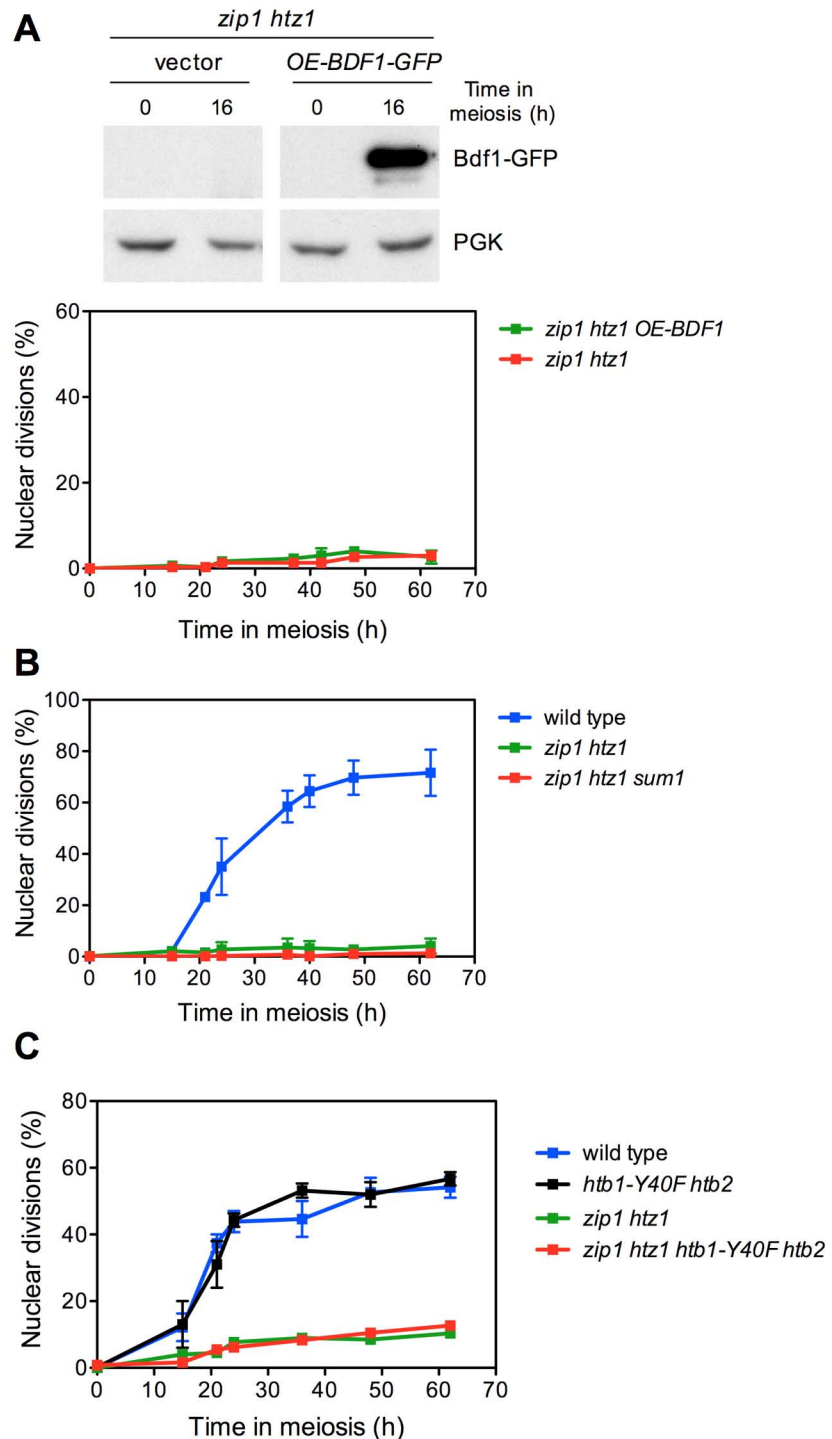 A
zip1 htz1
vector OE-BDF1-GFP
0 16 0 16 Time in meiosis (h)
Bdf1-GFP
PGK
60
40
20
0
0 10 20 30 40 50 60 70
Nuclear divisions (%)
Time in meiosis (h)
zip1 htz1 OE-BDF1
zip1 htz1
B
100
80
60
40
20
0
0 10 20 30 40 50 60 70
Nuclear divisions (%)
Time in meiosis (h)
wild type
zip1 htz1
zip1 htz1 sum1
C
80
60
40
20
0
0 10 20 30 40 50 60 70
Nuclear divisions (%)
Time in meiosis (h)
wild type
htb1-Y40F htb2
zip1 htz1
zip1 htz1 htb1-Y40F htb2